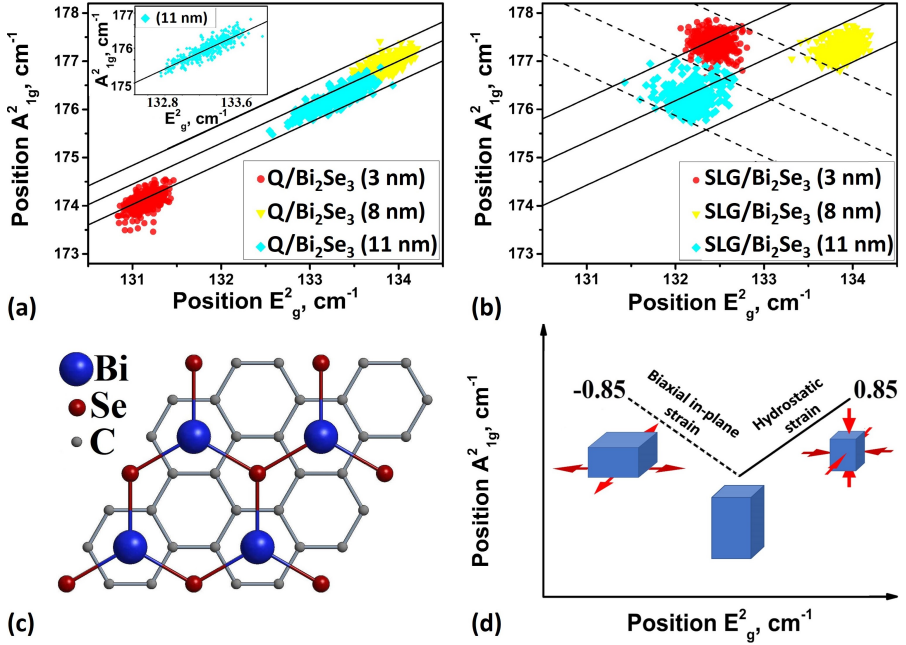 178
177
176
175
174
173
131
132
133
134
Position A²₁g, cm⁻¹
Position E²g, cm⁻¹
(11 nm)
177
176
175
132.8
133.6
A²₁g, cm⁻¹
E²g, cm⁻¹
Q/Bi₂Se₃ (3 nm)
Q/Bi₂Se₃ (8 nm)
Q/Bi₂Se₃ (11 nm)
(a)
178
177
176
175
174
173
131
132
133
134
Position A²₁g, cm⁻¹
Position E²g, cm⁻¹
SLG/Bi₂Se₃ (3 nm)
SLG/Bi₂Se₃ (8 nm)
SLG/Bi₂Se₃ (11 nm)
(b)
Bi
Se
C
(c)
Position A²₁g, cm⁻¹
-0.85
Biaxial in-plane
strain
Hydrostatic
strain
0.85
Position E²g, cm⁻¹
(d)